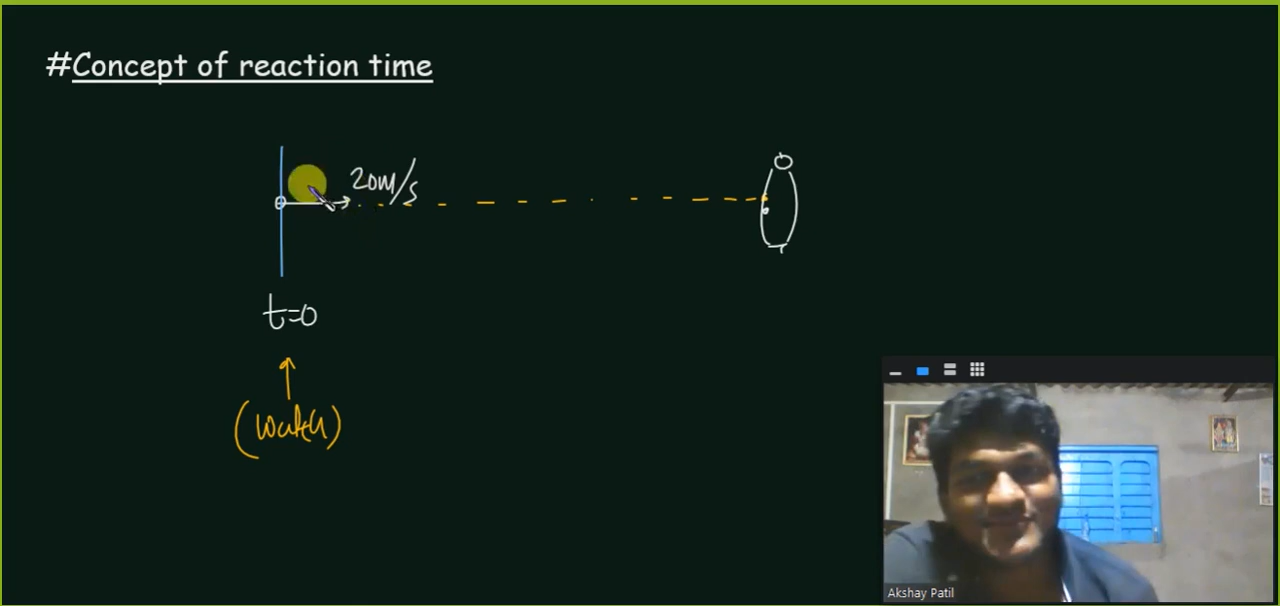 #Concept of reaction time
20m/s
t=0
(watch)
Akshay Patil